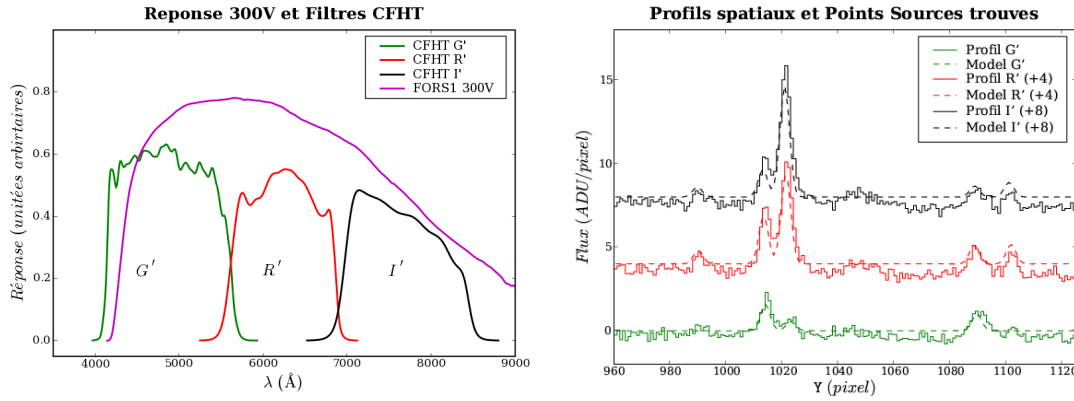 Reponse 300V et Filtres CFHT
Réponse (unitées arbirtaires)
0.8
0.6
0.4
0.2
0.0
CFHT G'
CFHT R'
CFHT I'
FORS1 300V
G'
R'
I'
4000 5000 6000 7000 8000 9000
λ (Å)
Profils spatiaux et Points Sources trouves
Flux (ADU/pixel)
15
10
5
0
Profil G'
Model G'
Profil R' (+4)
Model R' (+4)
Profil I' (+8)
Model I' (+8)
960 980 1000 1020 1040 1060 1080 1100 1120
Y (pixel)